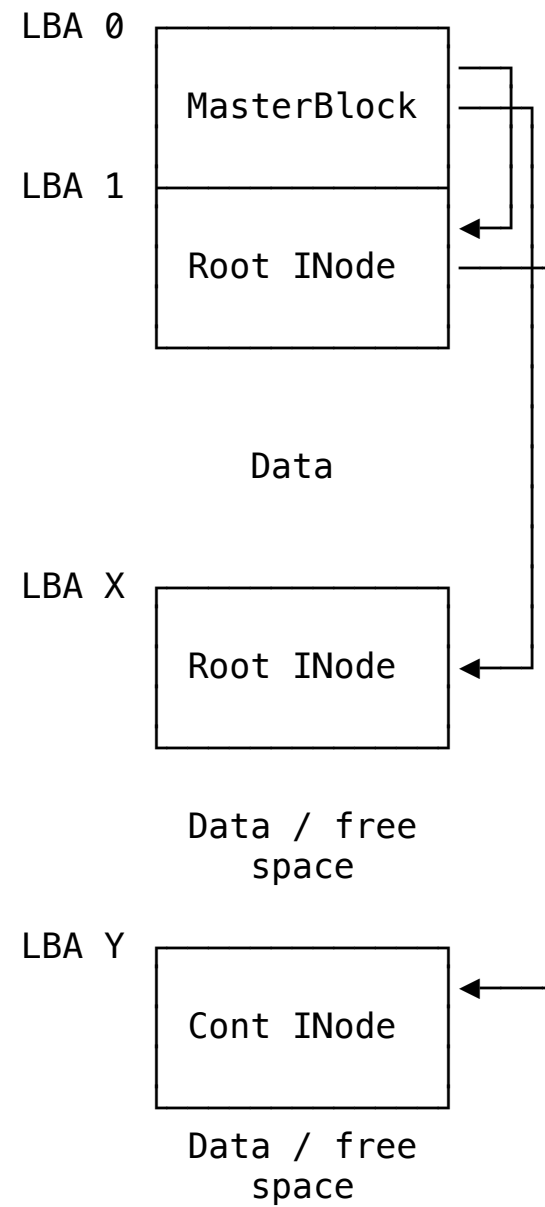 LBA 0
MasterBlock
LBA 1
Root INode
Data
LBA X
Root INode
Data / free
space
LBA Y
Cont INode
Data / free
space